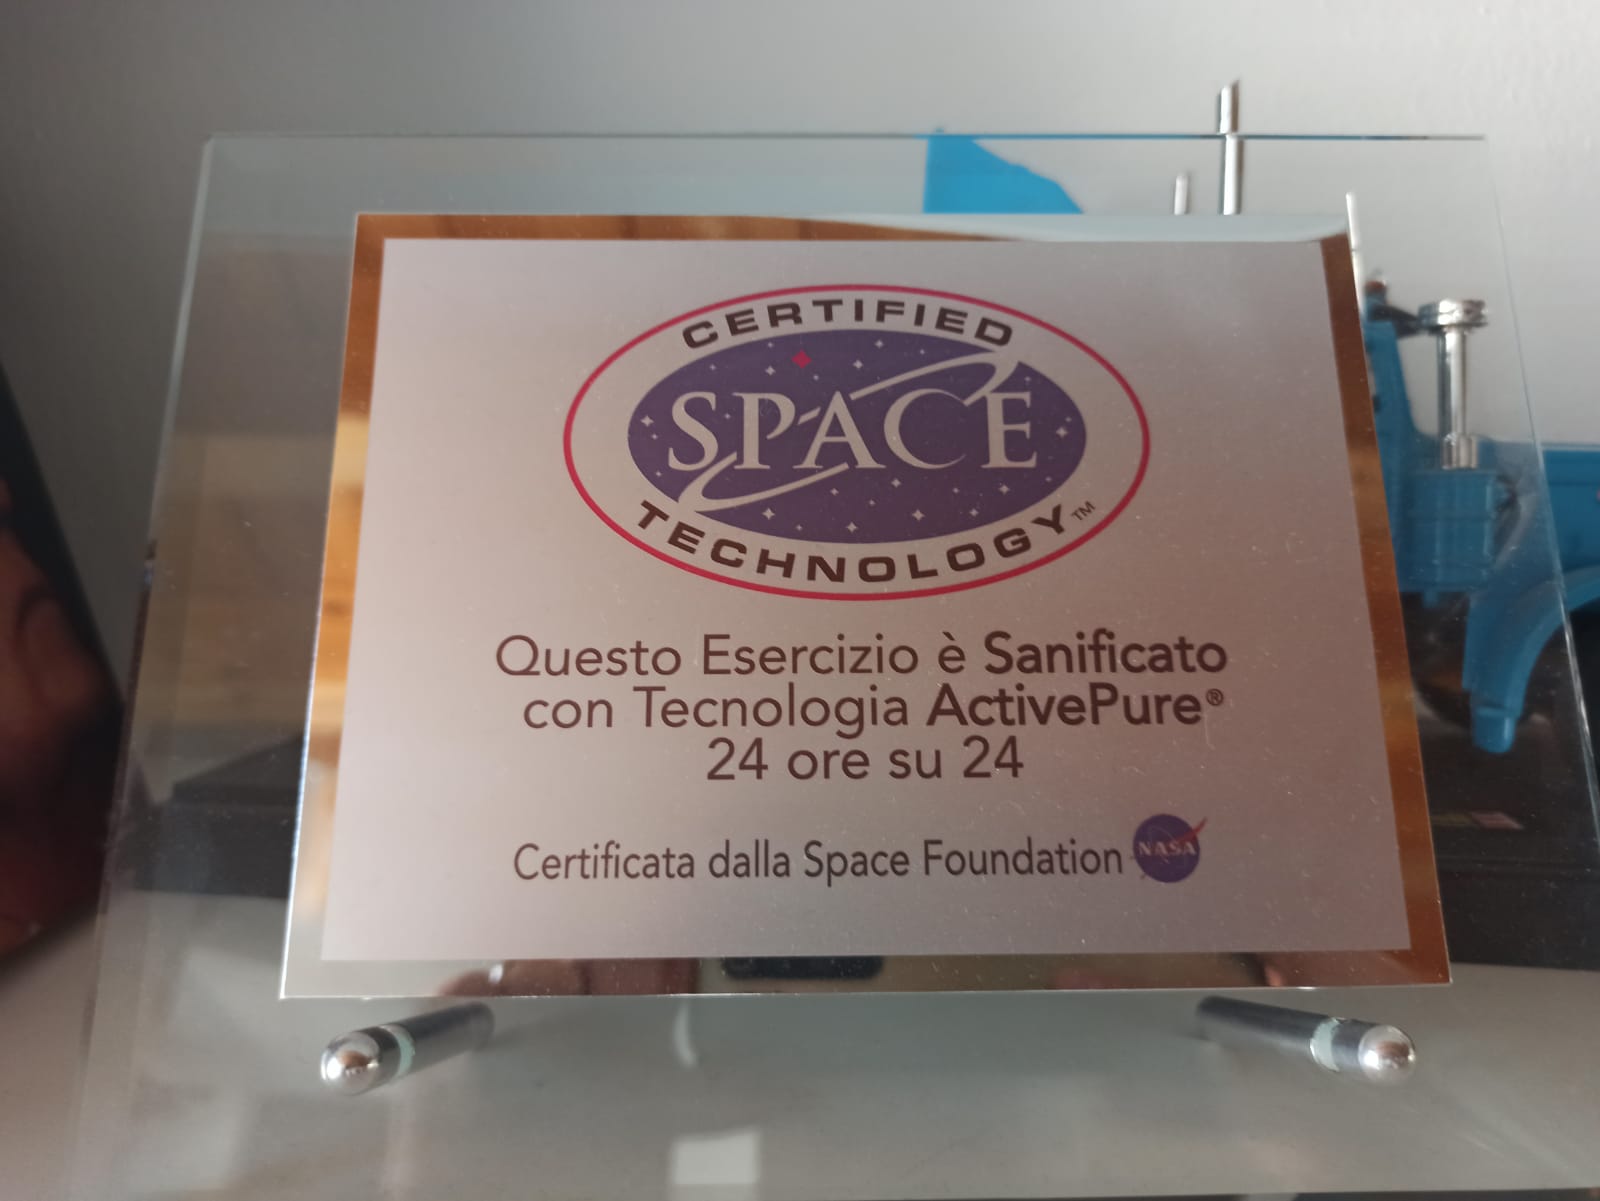 CERTIFIED
SPACE
TECHNOLOGY™
Questo Esercizio è Sanificato
con Tecnologia ActivePure®
24 ore su 24
Certificata dalla Space Foundation NASA